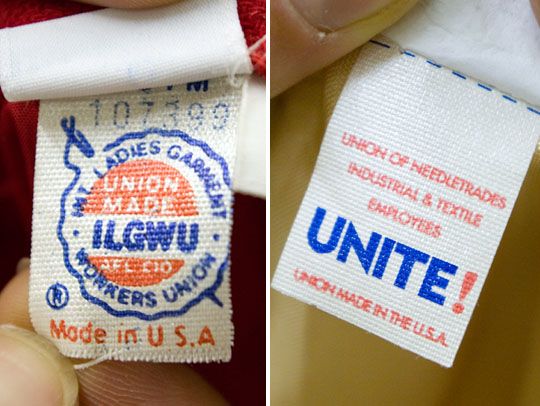 M
107399
INT. LADIES GARMENT
UNION
MADE
ILGWU
AFL CIO
WORKERS UNION
®
Made in U S.A
UNION OF NEEDLETRADES
INDUSTRIAL & TEXTILE
EMPLOYEES
UNITE!
UNION MADE IN THE U.S.A.